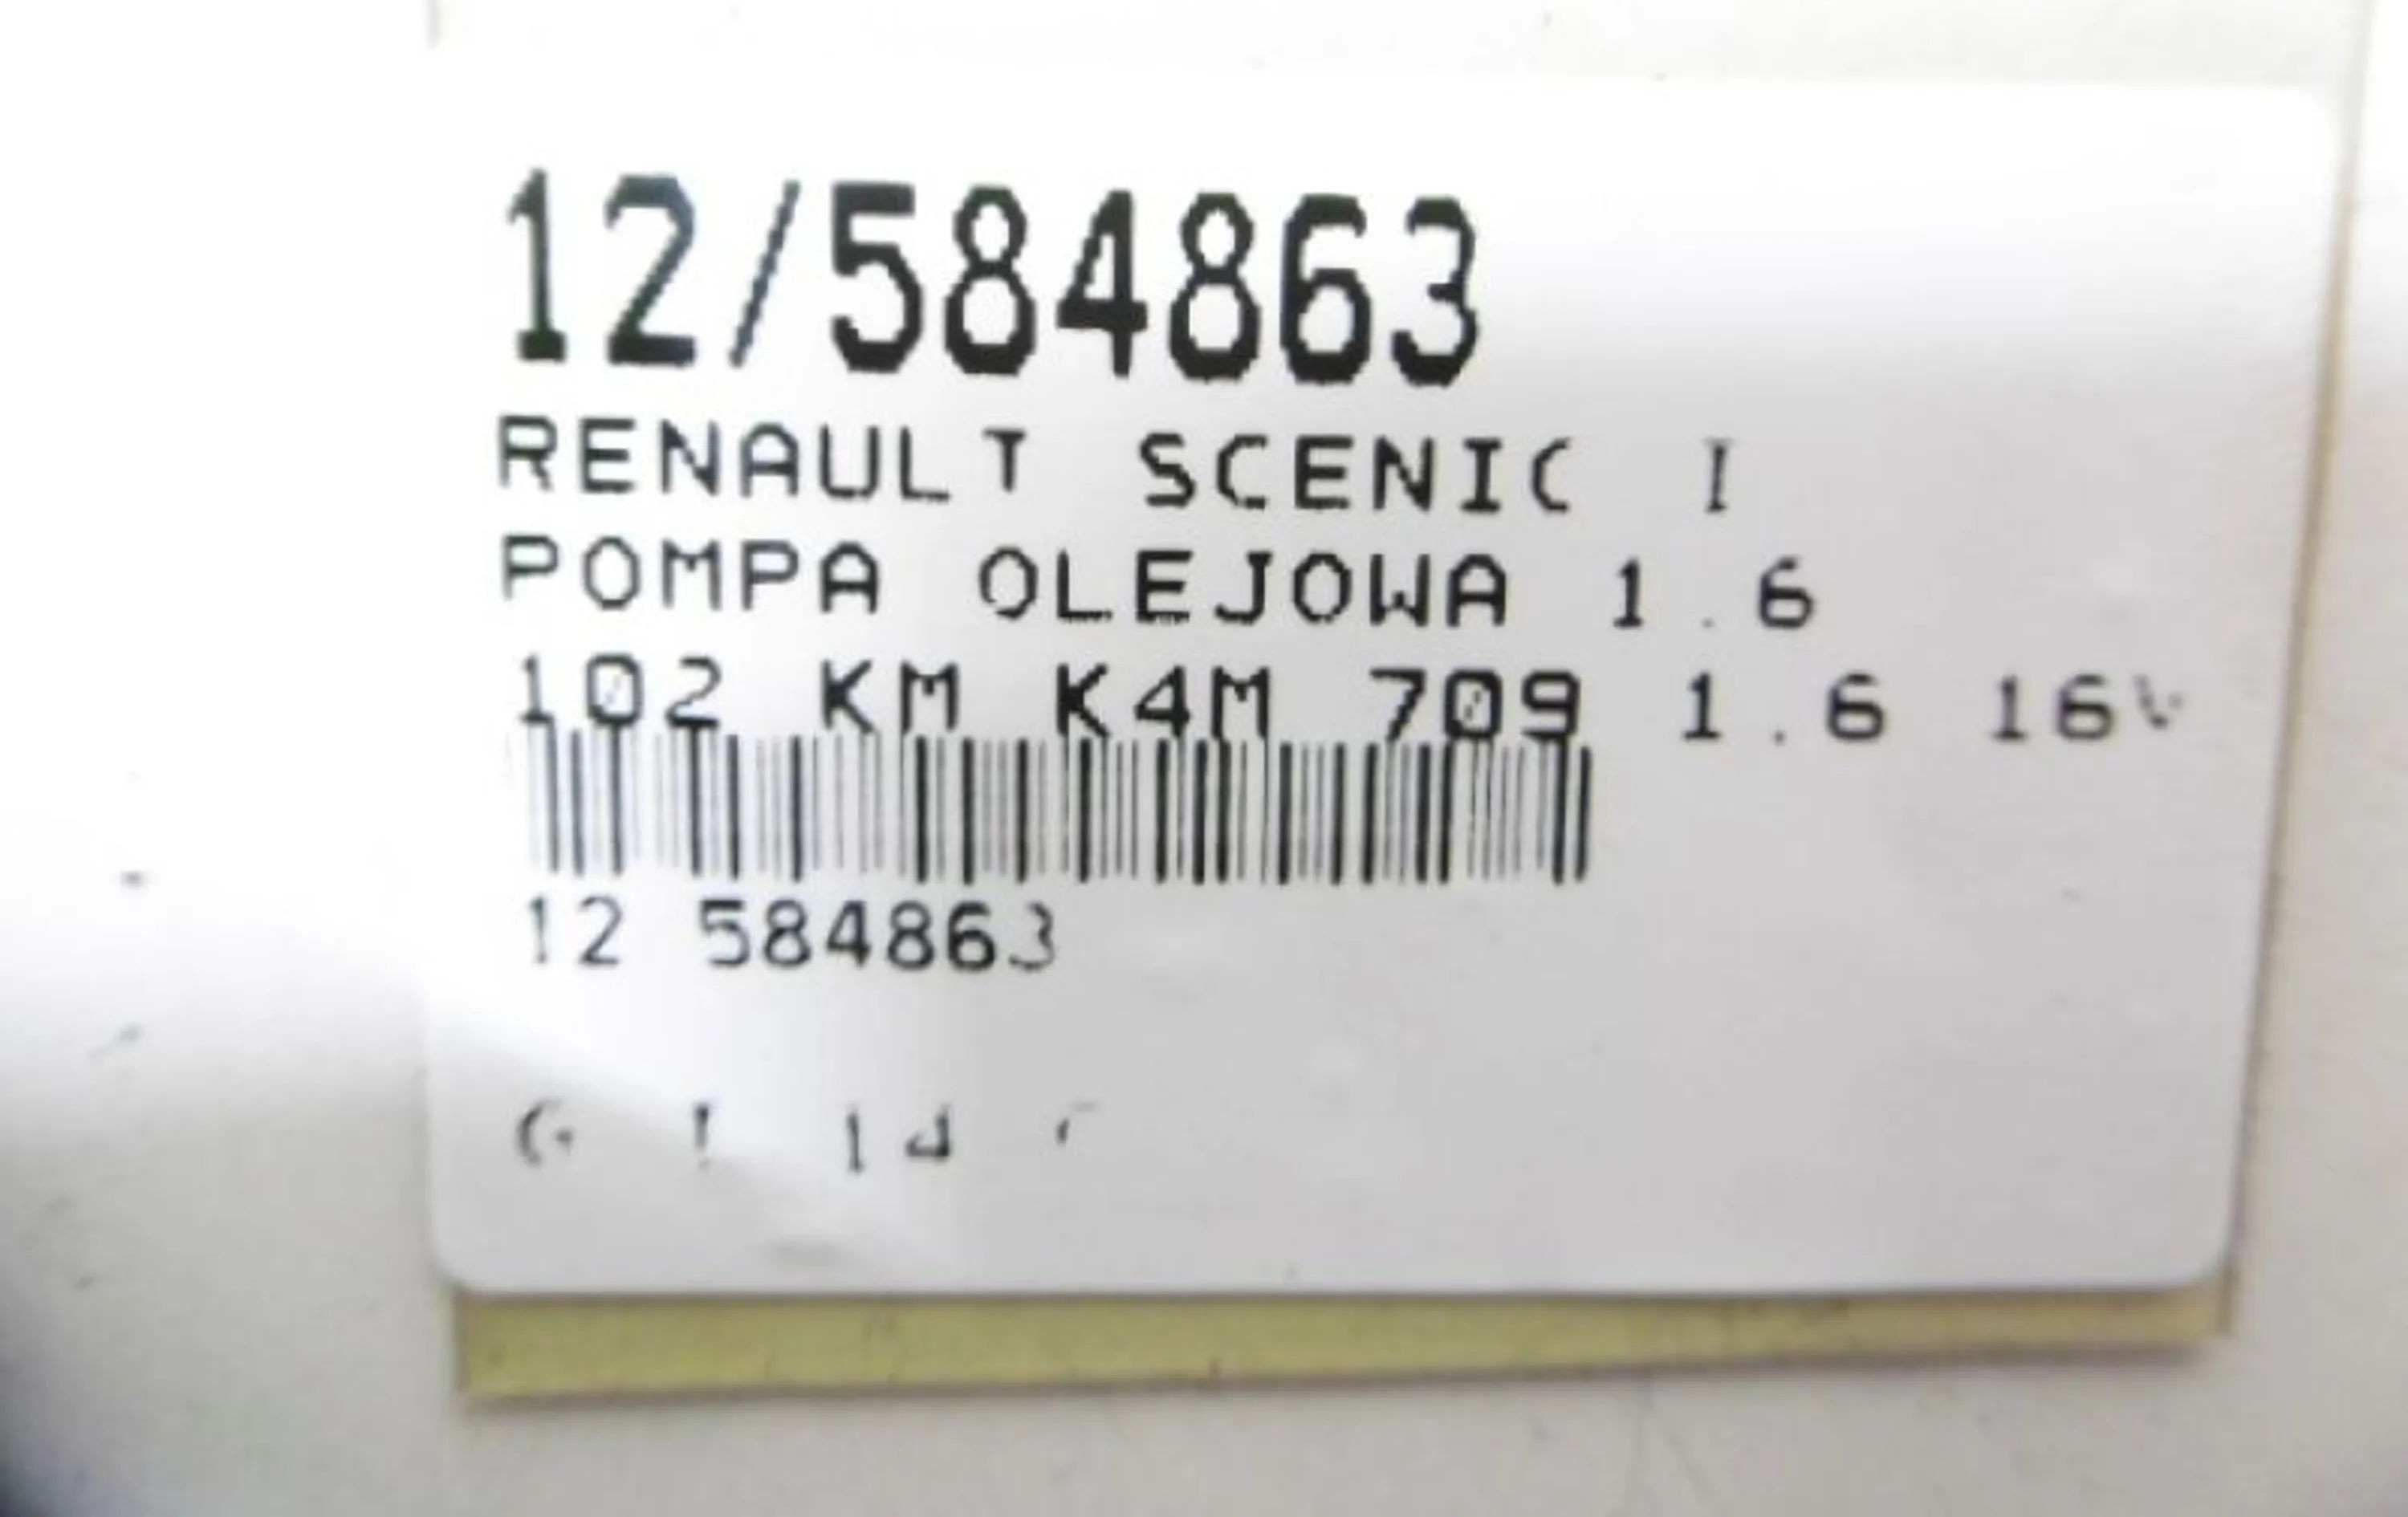 12/584863
RENAULT SCENIC I
POMPA OLEJOWA 1.6
102 KM K4M 709 1.6 16V
12 584863